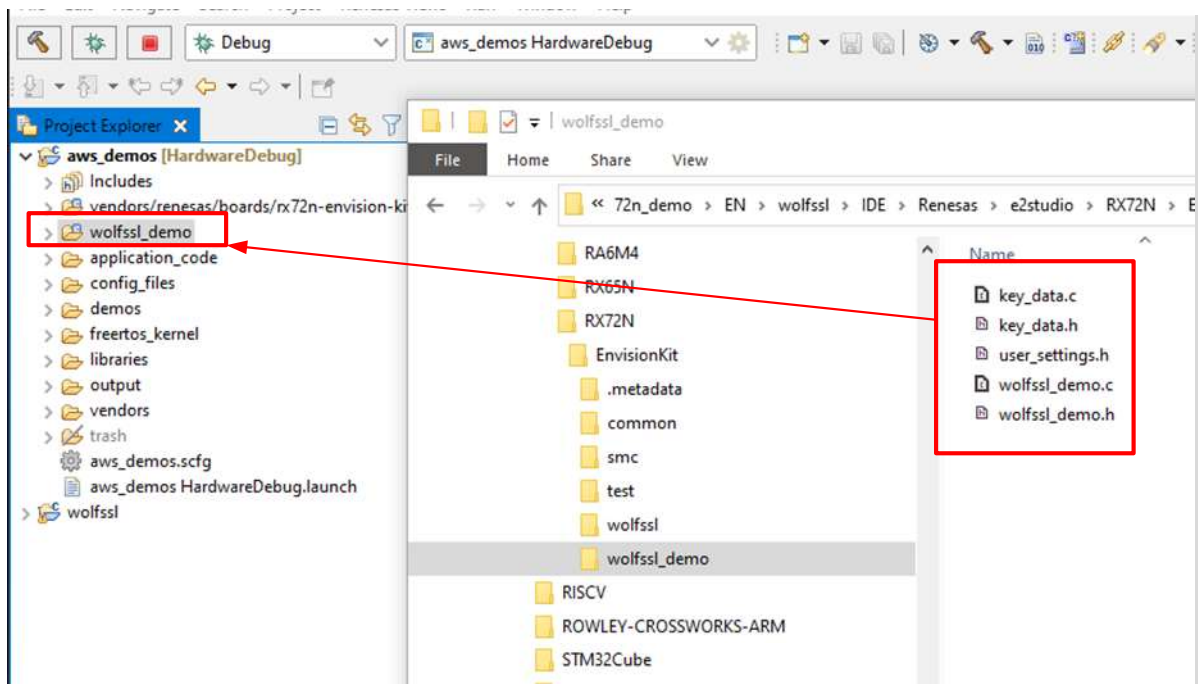 Debug
aws_demos HardwareDebug
010
Project Explorer
aws_demos [HardwareDebug]
Includes
vendors/renesas/boards/rx72n-envision-ki
wolfssl_demo
application_code
config_files
demos
freertos_kernel
libraries
output
vendors
trash
aws_demos.scfg
aws_demos HardwareDebug.launch
wolfssl
wolfssl_demo
File Home Share View
« 72n_demo > EN > wolfssl > IDE > Renesas > e2studio > RX72N > E
RA6M4
RX65N
RX72N
EnvisionKit
.metadata
common
smc
test
wolfssl
wolfssl_demo
RISCV
ROWLEY-CROSSWORKS-ARM
STM32Cube
Name
key_data.c
key_data.h
user_settings.h
wolfssl_demo.c
wolfssl_demo.h